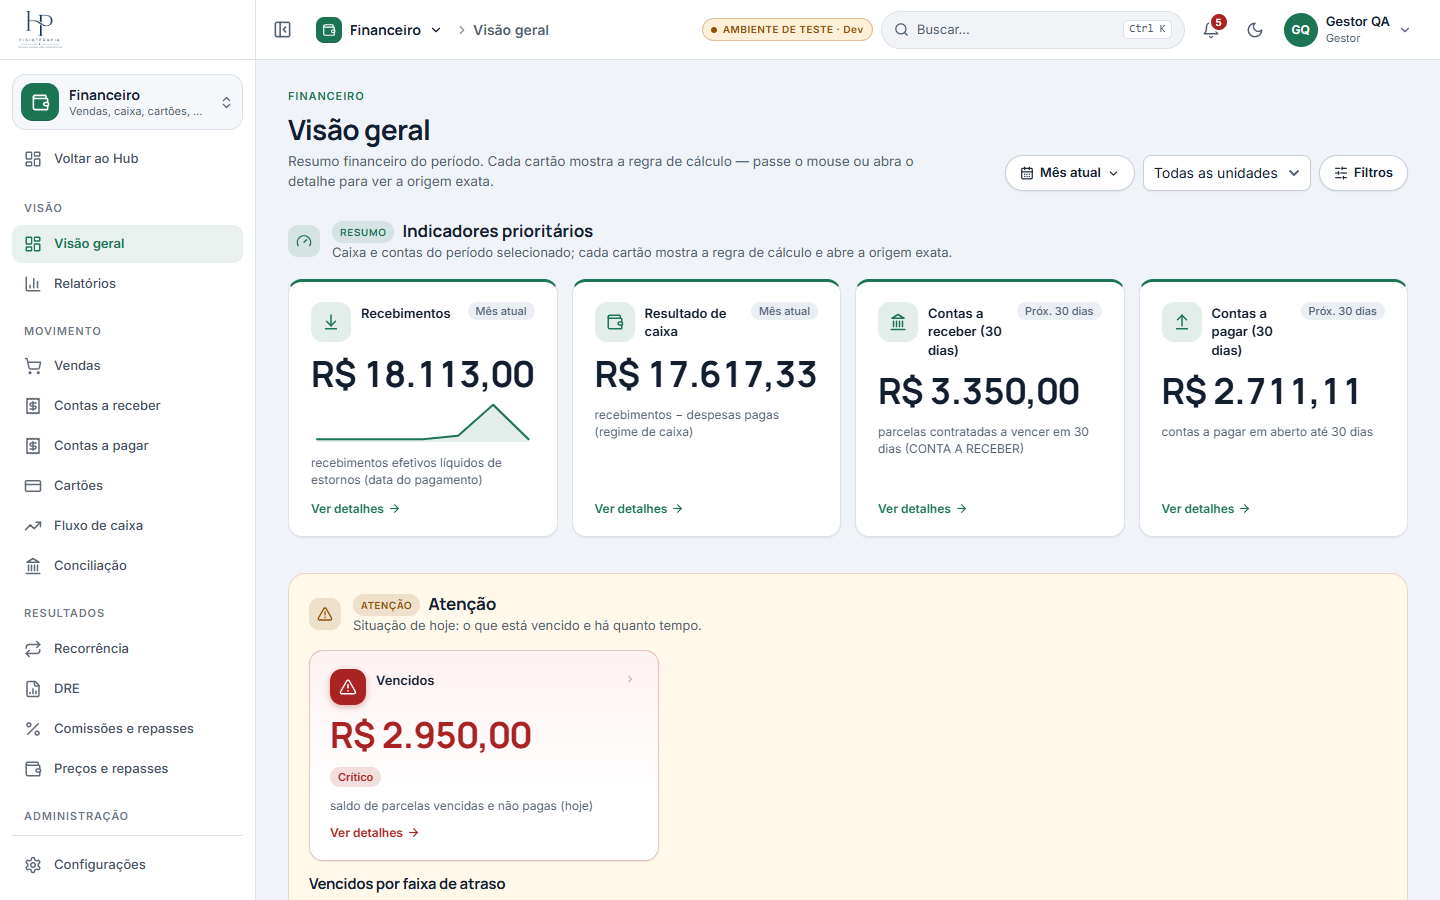 HP
FISIOTERAPIA
Financeiro
Vendas, caixa, cartões, ...
Voltar ao Hub
VISÃO
Visão geral
Relatórios
MOVIMENTO
Vendas
Contas a receber
Contas a pagar
Cartões
Fluxo de caixa
Conciliação
RESULTADOS
Recorrência
DRE
Comissões e repasses
Preços e repasses
ADMINISTRAÇÃO
Configurações
Financeiro
Visão geral
AMBIENTE DE TESTE · Dev
Buscar...
Ctrl K
5
GQ
Gestor QA
Gestor
FINANCEIRO
Visão geral
Resumo financeiro do período. Cada cartão mostra a regra de cálculo — passe o mouse ou abra o
detalhe para ver a origem exata.
Mês atual
Todas as unidades
Filtros
RESUMO
Indicadores prioritários
Caixa e contas do período selecionado; cada cartão mostra a regra de cálculo e abre a origem exata.
Recebimentos
Mês atual
R$ 18.113,00
recebimentos efetivos líquidos de
estornos (data do pagamento)
Ver detalhes →
Resultado de
caixa
Mês atual
R$ 17.617,33
recebimentos − despesas pagas
(regime de caixa)
Ver detalhes →
Contas a
receber (30
dias)
Próx. 30 dias
R$ 3.350,00
parcelas contratadas a vencer em 30
dias (CONTA A RECEBER)
Ver detalhes →
Contas a
pagar (30
dias)
Próx. 30 dias
R$ 2.711,11
contas a pagar em aberto até 30 dias
Ver detalhes →
ATENÇÃO
Atenção
Situação de hoje: o que está vencido e há quanto tempo.
Vencidos
R$ 2.950,00
Crítico
saldo de parcelas vencidas e não pagas (hoje)
Ver detalhes →
Vencidos por faixa de atraso